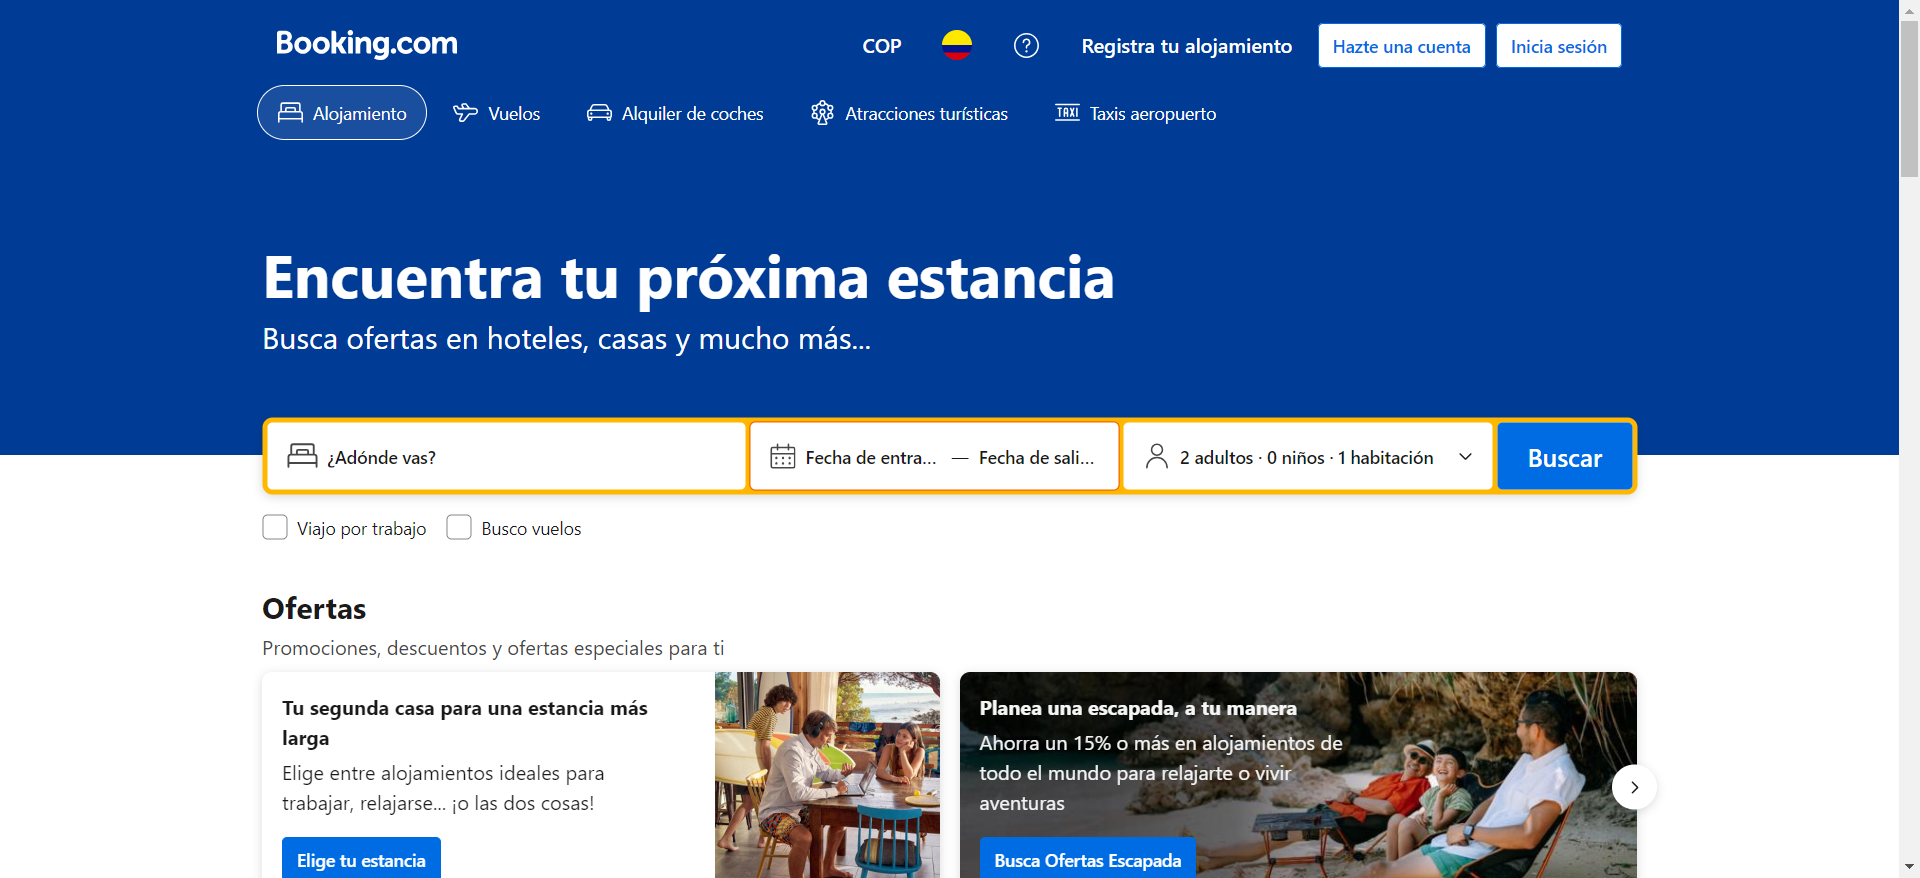 Booking.com
COP
Registra tu alojamiento
Hazte una cuenta
Inicia sesión
Alojamiento
Vuelos
Alquiler de coches
Atracciones turísticas
TAXI
Taxis aeropuerto
Encuentra tu próxima estancia
Busca ofertas en hoteles, casas y mucho más...
¿Adónde vas?
Fecha de entra... — Fecha de sali...
2 adultos · 0 niños · 1 habitación
Buscar
Viajo por trabajo
Busco vuelos
Ofertas
Promociones, descuentos y ofertas especiales para ti
Tu segunda casa para una estancia más
larga
Elige entre alojamientos ideales para
trabajar, relajarse... ¡o las dos cosas!
Elige tu estancia
Planea una escapada, a tu manera
Ahorra un 15% o más en alojamientos de
todo el mundo para relajarte o vivir
aventuras
Busca Ofertas Escapada